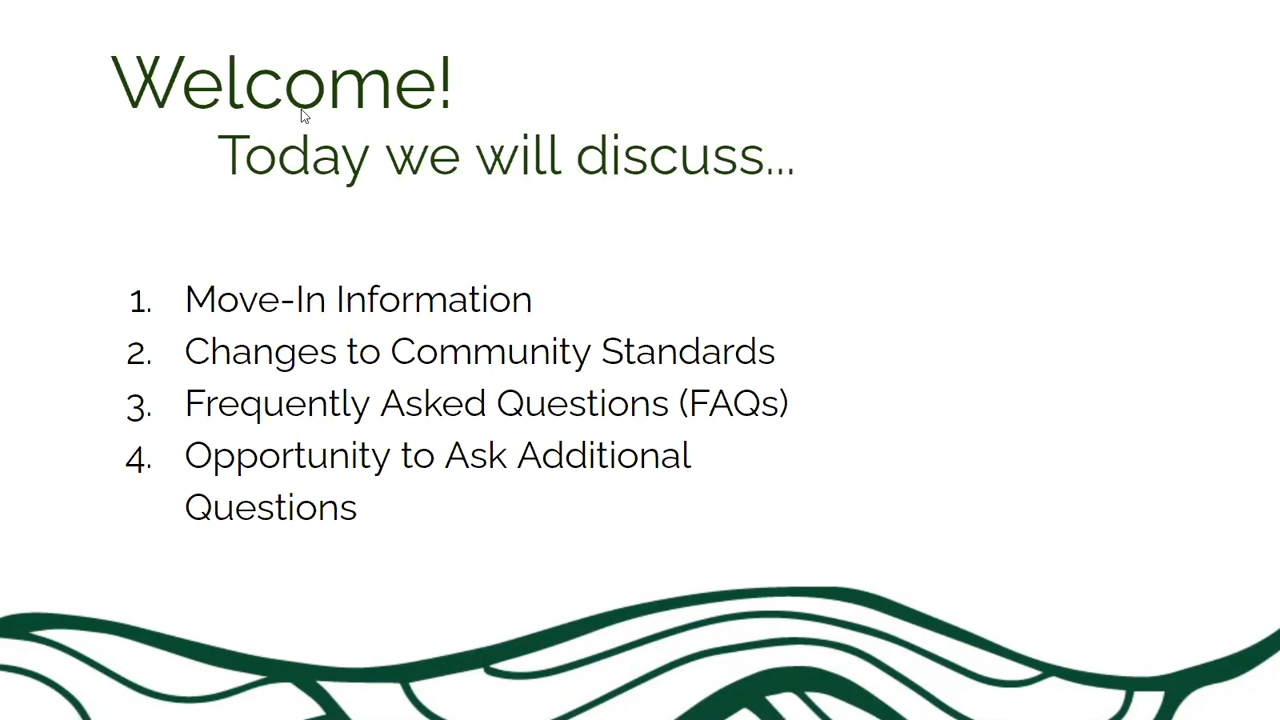 Welcome!
Today we will discuss...
1. Move-In Information
2. Changes to Community Standards
3. Frequently Asked Questions (FAQs)
4. Opportunity to Ask Additional
Questions